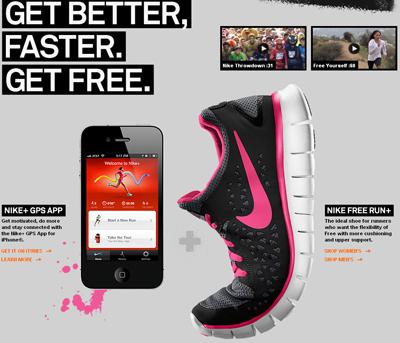 GET BETTER,
FASTER.
GET FREE.
Nike Throwdown :31
Free Yourself :68
Welcome to Nike+
Start a New Run
Take the Tour
NIKE+ GPS APP
Get motivated, do more
and stay connected with
the Nike+ GPS App for
iPhone®.
GET IT ON ITUNES →
LEARN MORE →
NIKE FREE RUN+
The ideal shoe for runners
who want the flexibility of
Free with more cushioning
and upper support.
SHOP WOMEN'S →
SHOP MEN'S →